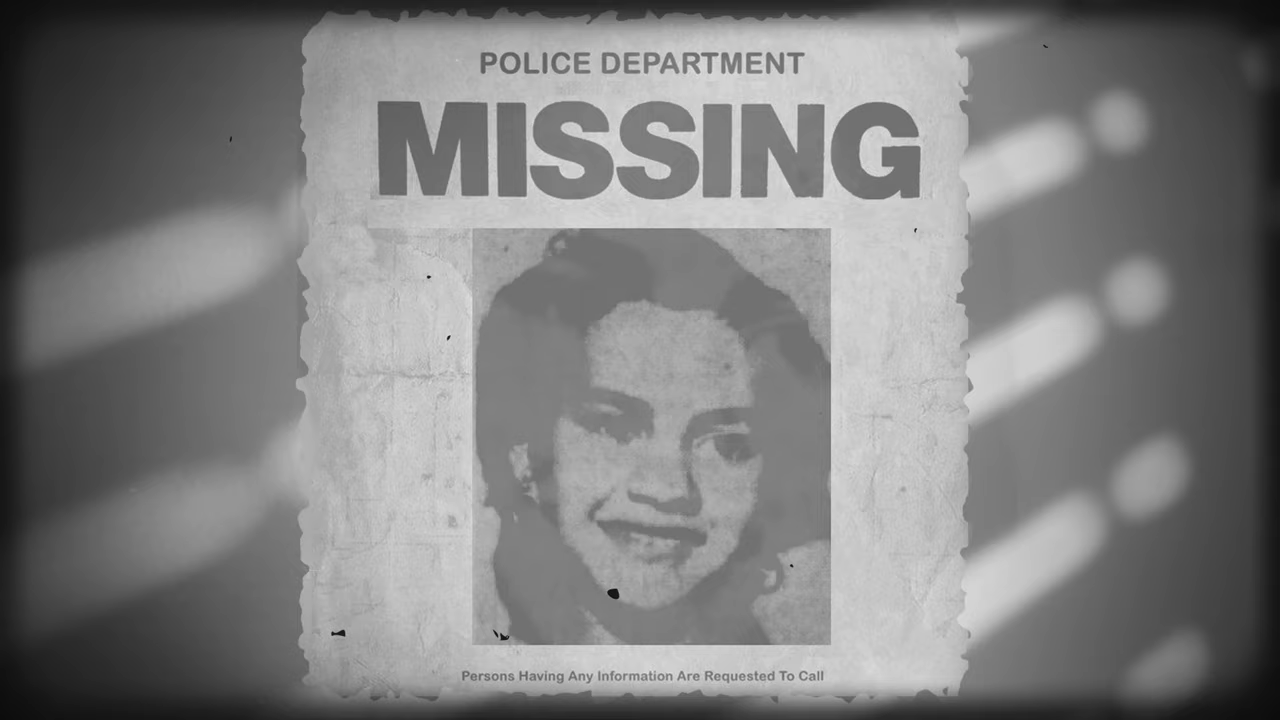 POLICE DEPARTMENT
MISSING
Persons Having Any Information Are Requested To Call